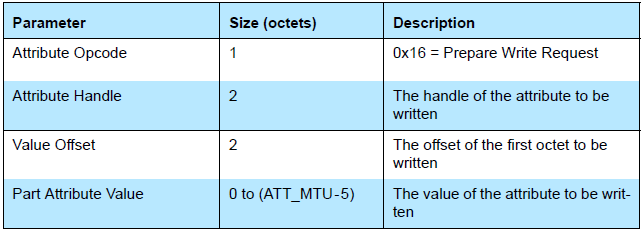 Parameter Size (octets) Description
Attribute Opcode 1 0x16 = Prepare Write Request
Attribute Handle 2 The handle of the attribute to be
written
Value Offset 2 The offset of the first octet to be
written
Part Attribute Value 0 to (ATT_MTU-5) The value of the attribute to be writ-
ten